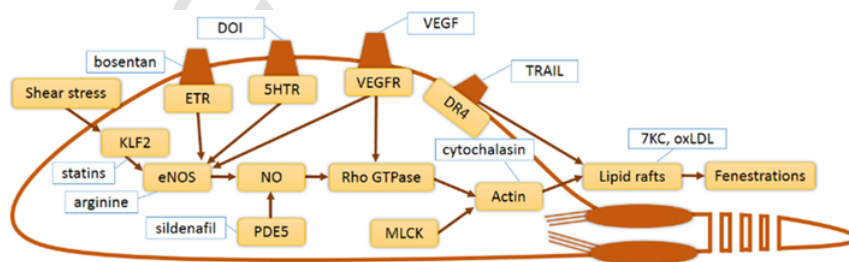 DOI
VEGF
bosentan
TRAIL
Shear stress
ETR
5HTR
VEGFR
DR4
KLF2
cytochalasin
7KC, oxLDL
statins
eNOS
NO
Rho GTPase
Lipid rafts
Fenestrations
arginine
Actin
sildenafil
PDE5
MLCK